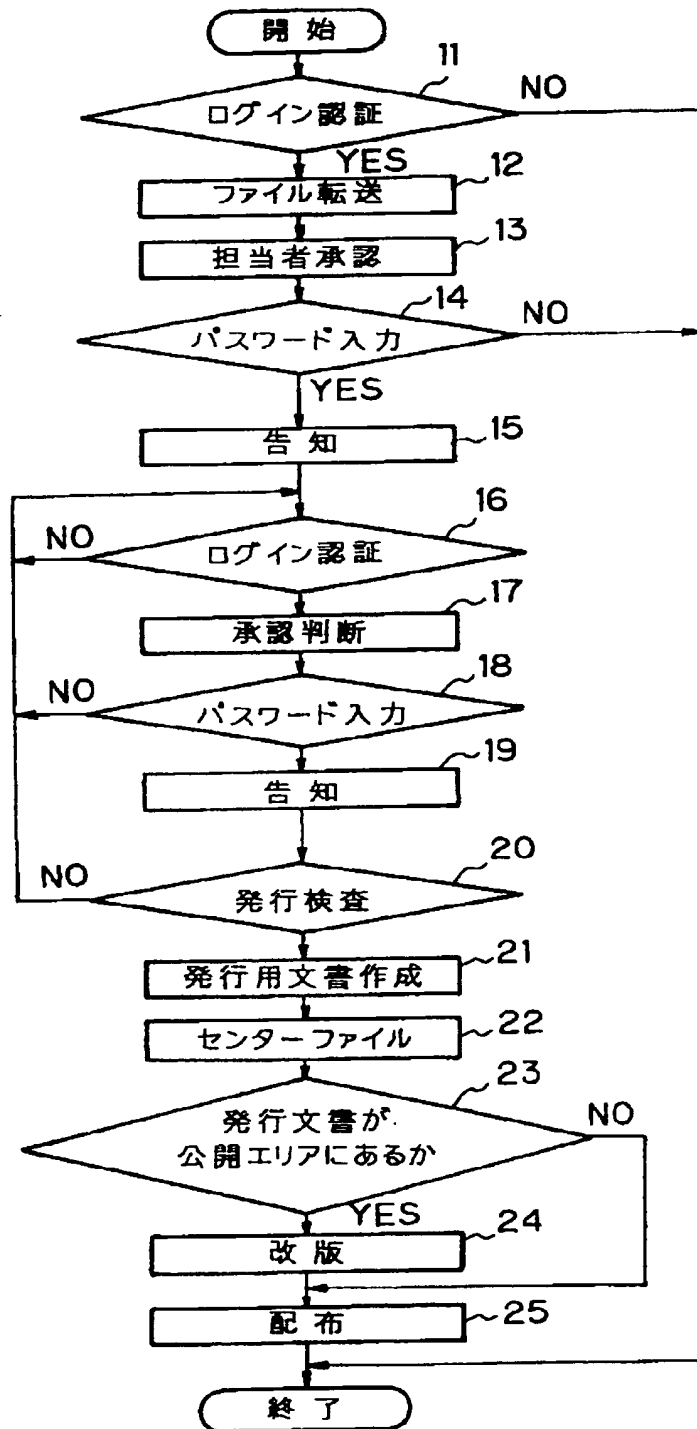 開始
11
ログイン認証
NO
YES
12
ファイル転送
13
担当者承認
14
パスワード入力
NO
YES
15
告知
16
ログイン認証
NO
17
承認判断
18
パスワード入力
NO
19
告知
20
発行検査
NO
21
発行用文書作成
22
センターファイル
23
発行文書が
公開エリアにあるか
NO
YES
24
改版
25
配布
終了